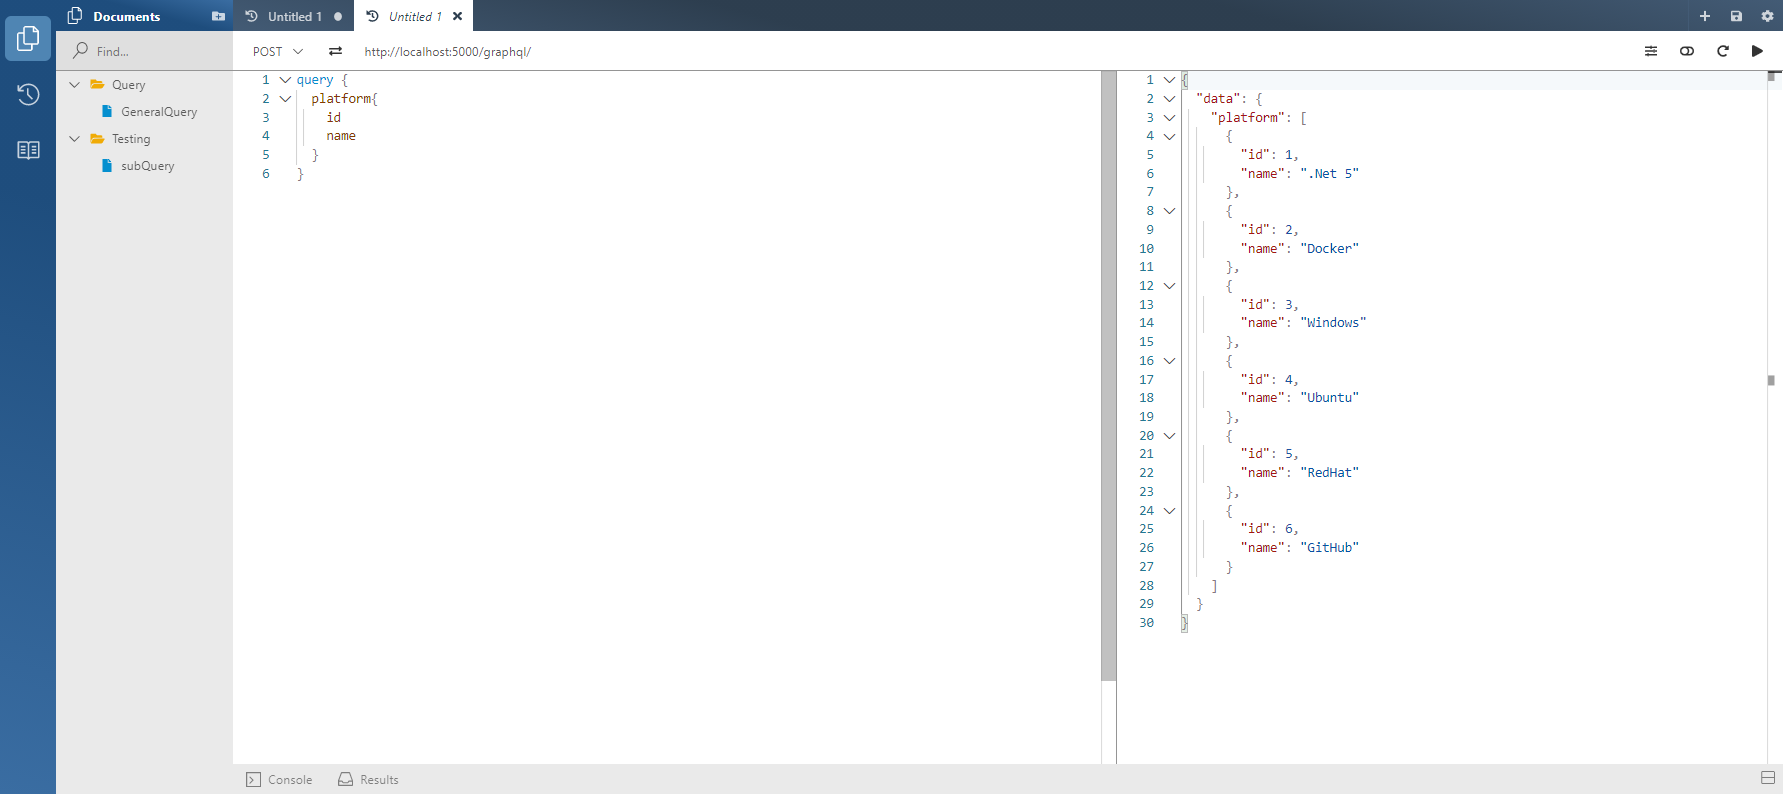 Documents
Untitled 1
Untitled 1
Find...
POST
http://localhost:5000/graphql/
Query
GeneralQuery
Testing
subQuery
1 query {
2 platform{
3 id
4 name
5 }
6 }
1 {
2 "data": {
3 "platform": [
4 {
5 "id": 1,
6 "name": ".Net 5"
7 },
8 {
9 "id": 2,
10 "name": "Docker"
11 },
12 {
13 "id": 3,
14 "name": "Windows"
15 },
16 {
17 "id": 4,
18 "name": "Ubuntu"
19 },
20 {
21 "id": 5,
22 "name": "RedHat"
23 },
24 {
25 "id": 6,
26 "name": "GitHub"
27 }
28 ]
29 }
30 }
Console
Results